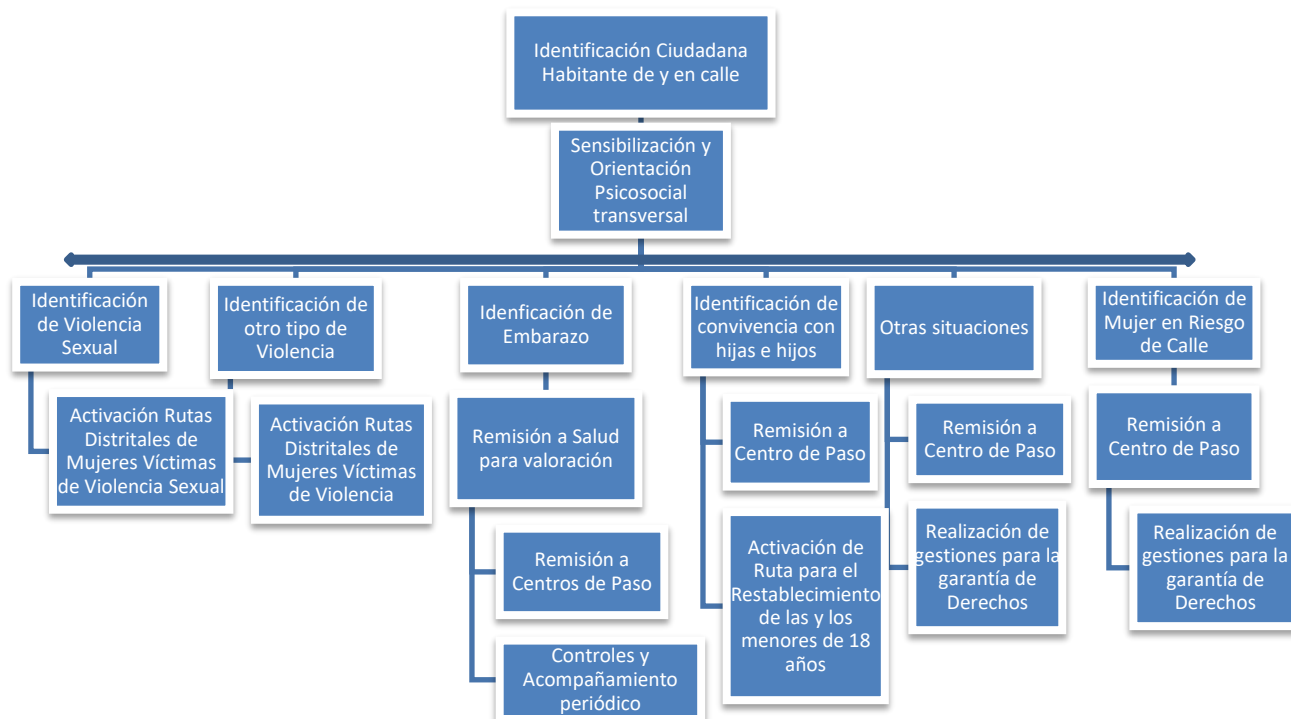 Identificación Ciudadana
Habitante de y en calle
Sensibilización y
Orientación
Psicosocial
transversal
Identificación
de Violencia
Sexual
Activación Rutas
Distritales de
Mujeres Víctimas
de Violencia Sexual
Identificación de
otro tipo de
Violencia
Activación Rutas
Distritales de
Mujeres Víctimas
de Violencia
Idenficación de
Embarazo
Remisión a Salud
para valoración
Remisión a
Centros de Paso
Controles y
Acompañamiento
periódico
Identificación de
convivencia con
hijas e hijos
Remisión a
Centro de Paso
Activación de
Ruta para el
Restablecimiento
de las y los
menores de 18
años
Otras situaciones
Remisión a
Centro de Paso
Realización de
gestiones para la
garantía de
Derechos
Identificación de
Mujer en Riesgo
de Calle
Remisión a
Centro de Paso
Realización de
gestiones para la
garantía de
Derechos